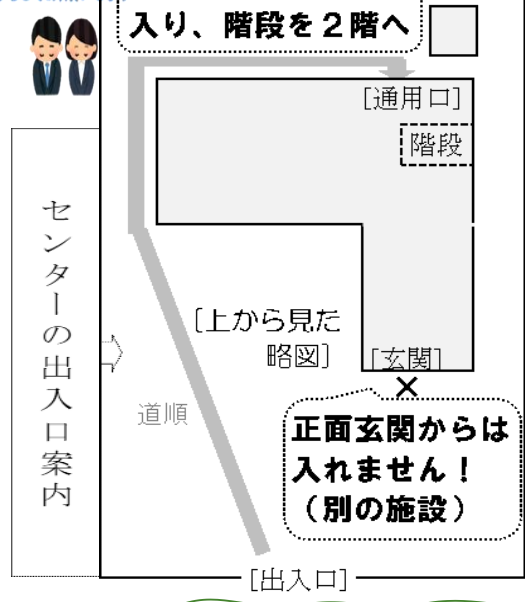 入り、階段を２階へ
[通用口]
階段
センターの出入口案内
[上から見た
略図]
[玄関]
×
道順
正面玄関からは
入れません！
（別の施設）
[出入口]